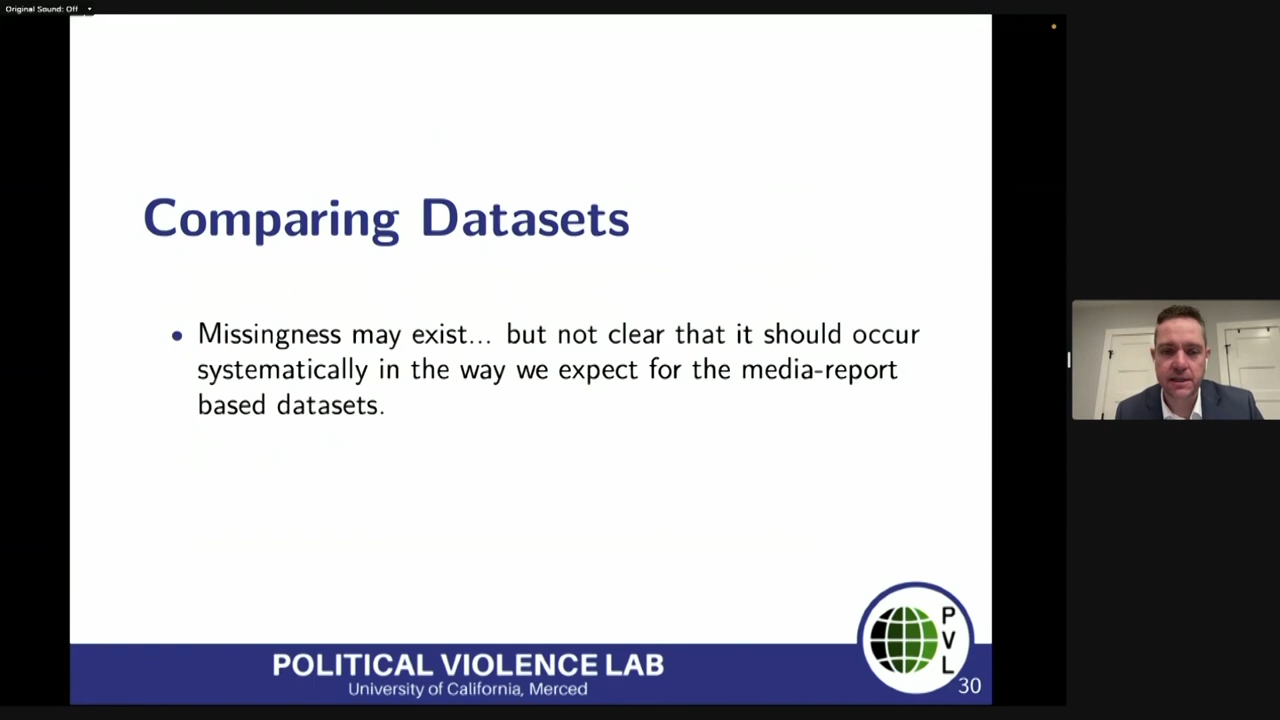 Original Sound: Off
Comparing Datasets
• Missingness may exist... but not clear that it should occur
systematically in the way we expect for the media-report
based datasets.
POLITICAL VIOLENCE LAB
University of California, Merced
P
V
L
30